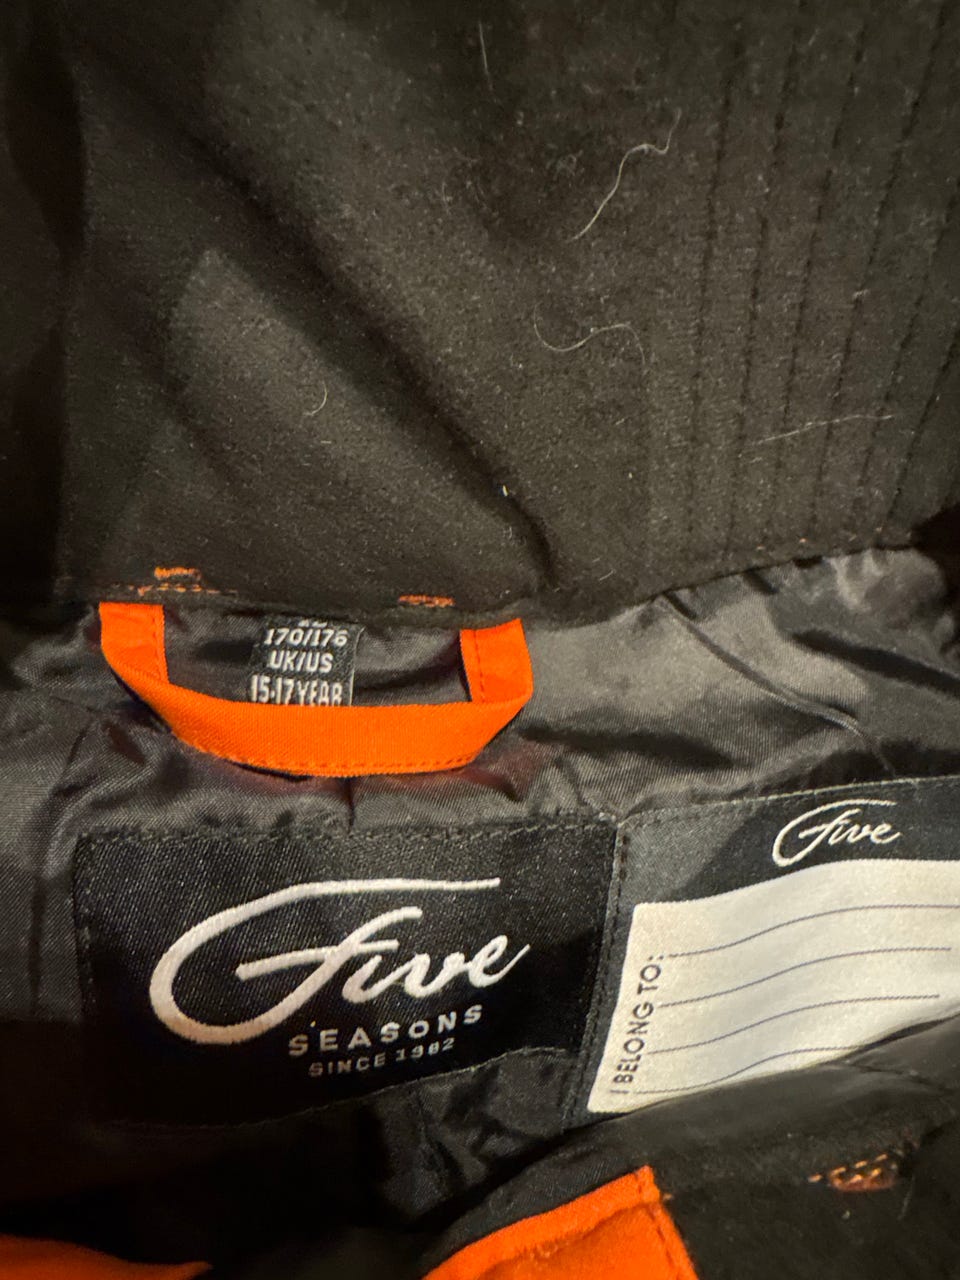 170/176
UK/US
15-17 YEAR
Five
SEASONS
SINCE 1982
Five
I BELONG TO: